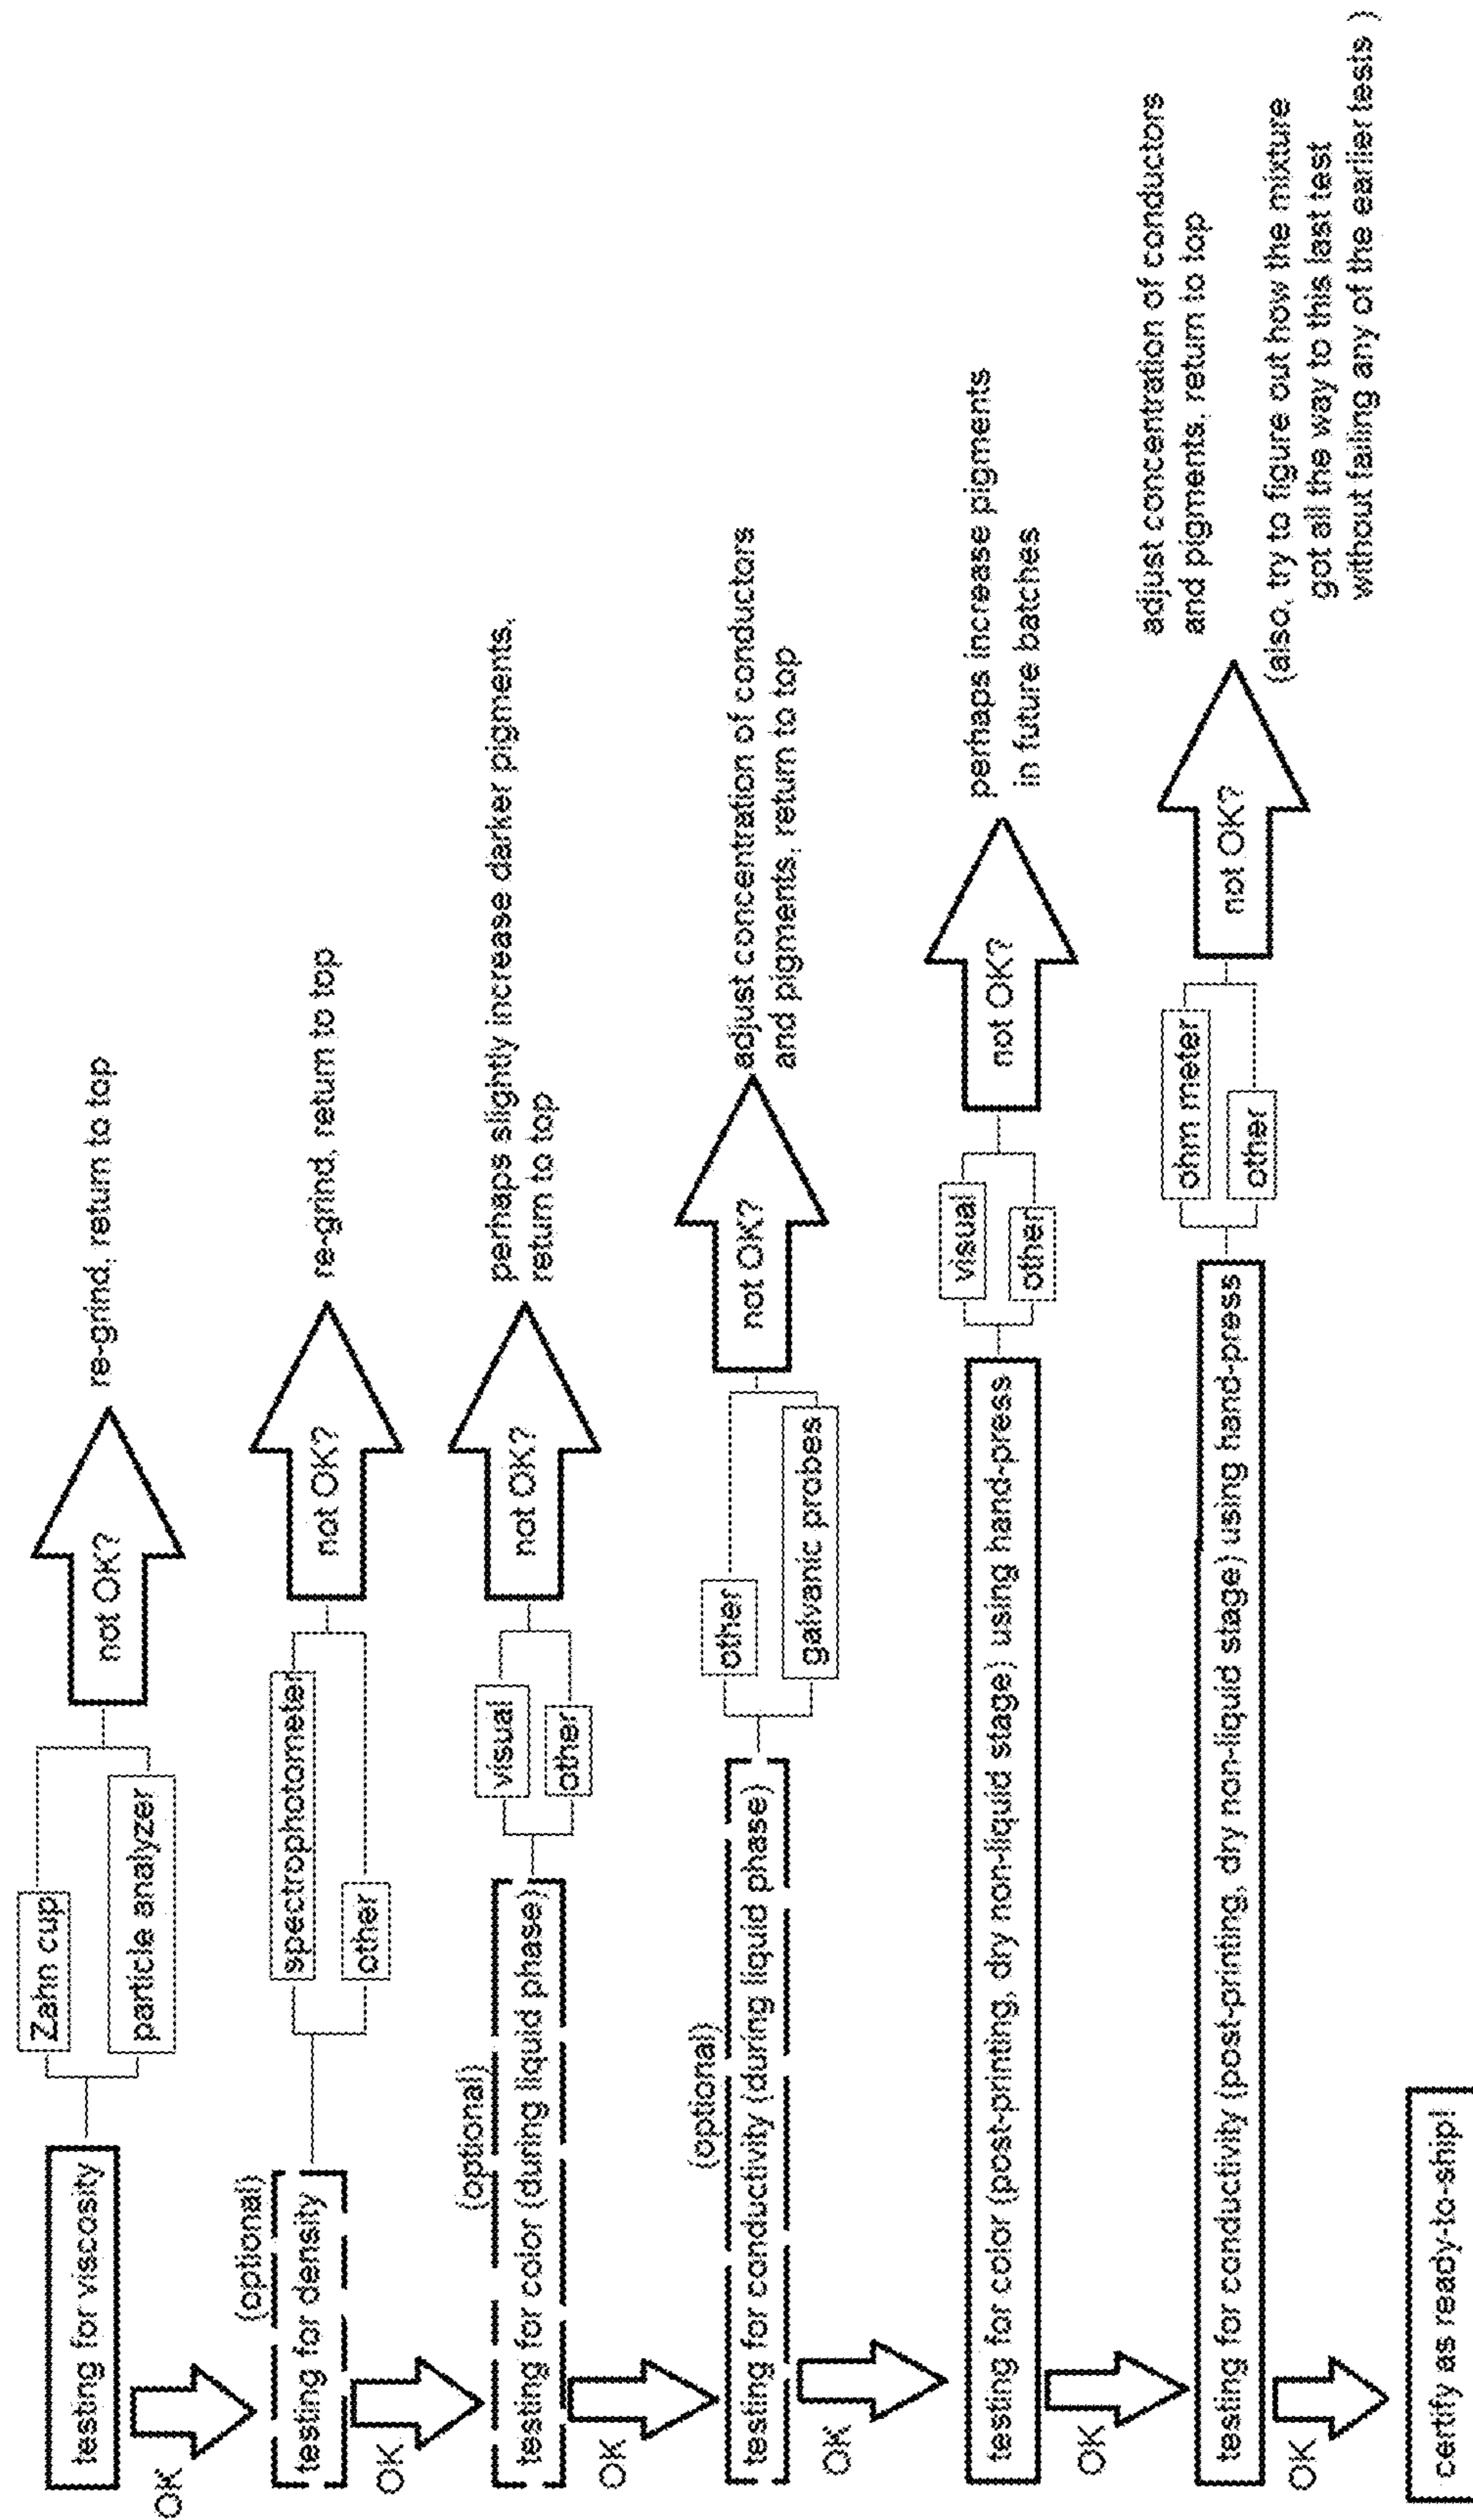 testing for viscosity
Zahn cup
particle analyzer
not OK?
re-grind, return to top
OK
(optional)
testing for density
spectrophotometer
other
not OK?
re-grind, return to top
OK
(optional)
testing for color (during liquid phase)
visual
other
not OK?
perhaps slightly increase darker pigments,
return to top
OK
(optional)
testing for conductivity (during liquid phase)
other
galvanic probes
not OK?
adjust concentration of conductors
and pigments, return to top
OK
testing for color (post-printing, dry non-liquid stage) using hand-press
visual
other
not OK?
perhaps increase pigments
in future batches
OK
testing for conductivity (post-printing, dry non-liquid stage) using hand-press
ohm meter
other
not OK?
adjust concentration of conductors
and pigments, return to top
(also, try to figure out how the mixture
got all the way to this last test
without failing any of the earlier tests )
OK
certify as ready-to-ship!